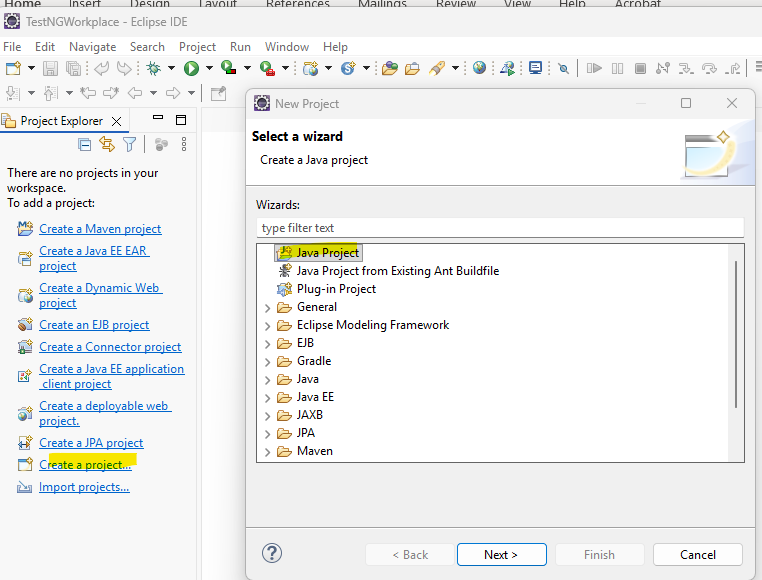 Home Insert Design Layout References Mailings Review View Help Acrobat
TestNGWorkplace - Eclipse IDE
File Edit Navigate Search Project Run Window Help
Project Explorer
There are no projects in your
workspace.
To add a project:
Create a Maven project
Create a Java EE EAR
project
Create a Dynamic Web
project
Create an EJB project
Create a Connector project
Create a Java EE application
client project
Create a deployable web
project.
Create a JPA project
Create a project...
Import projects...
New Project
Select a wizard
Create a Java project
Wizards:
type filter text
Java Project
Java Project from Existing Ant Buildfile
Plug-in Project
General
Eclipse Modeling Framework
EJB
Gradle
Java
Java EE
JAXB
JPA
Maven
?
< Back
Next >
Finish
Cancel